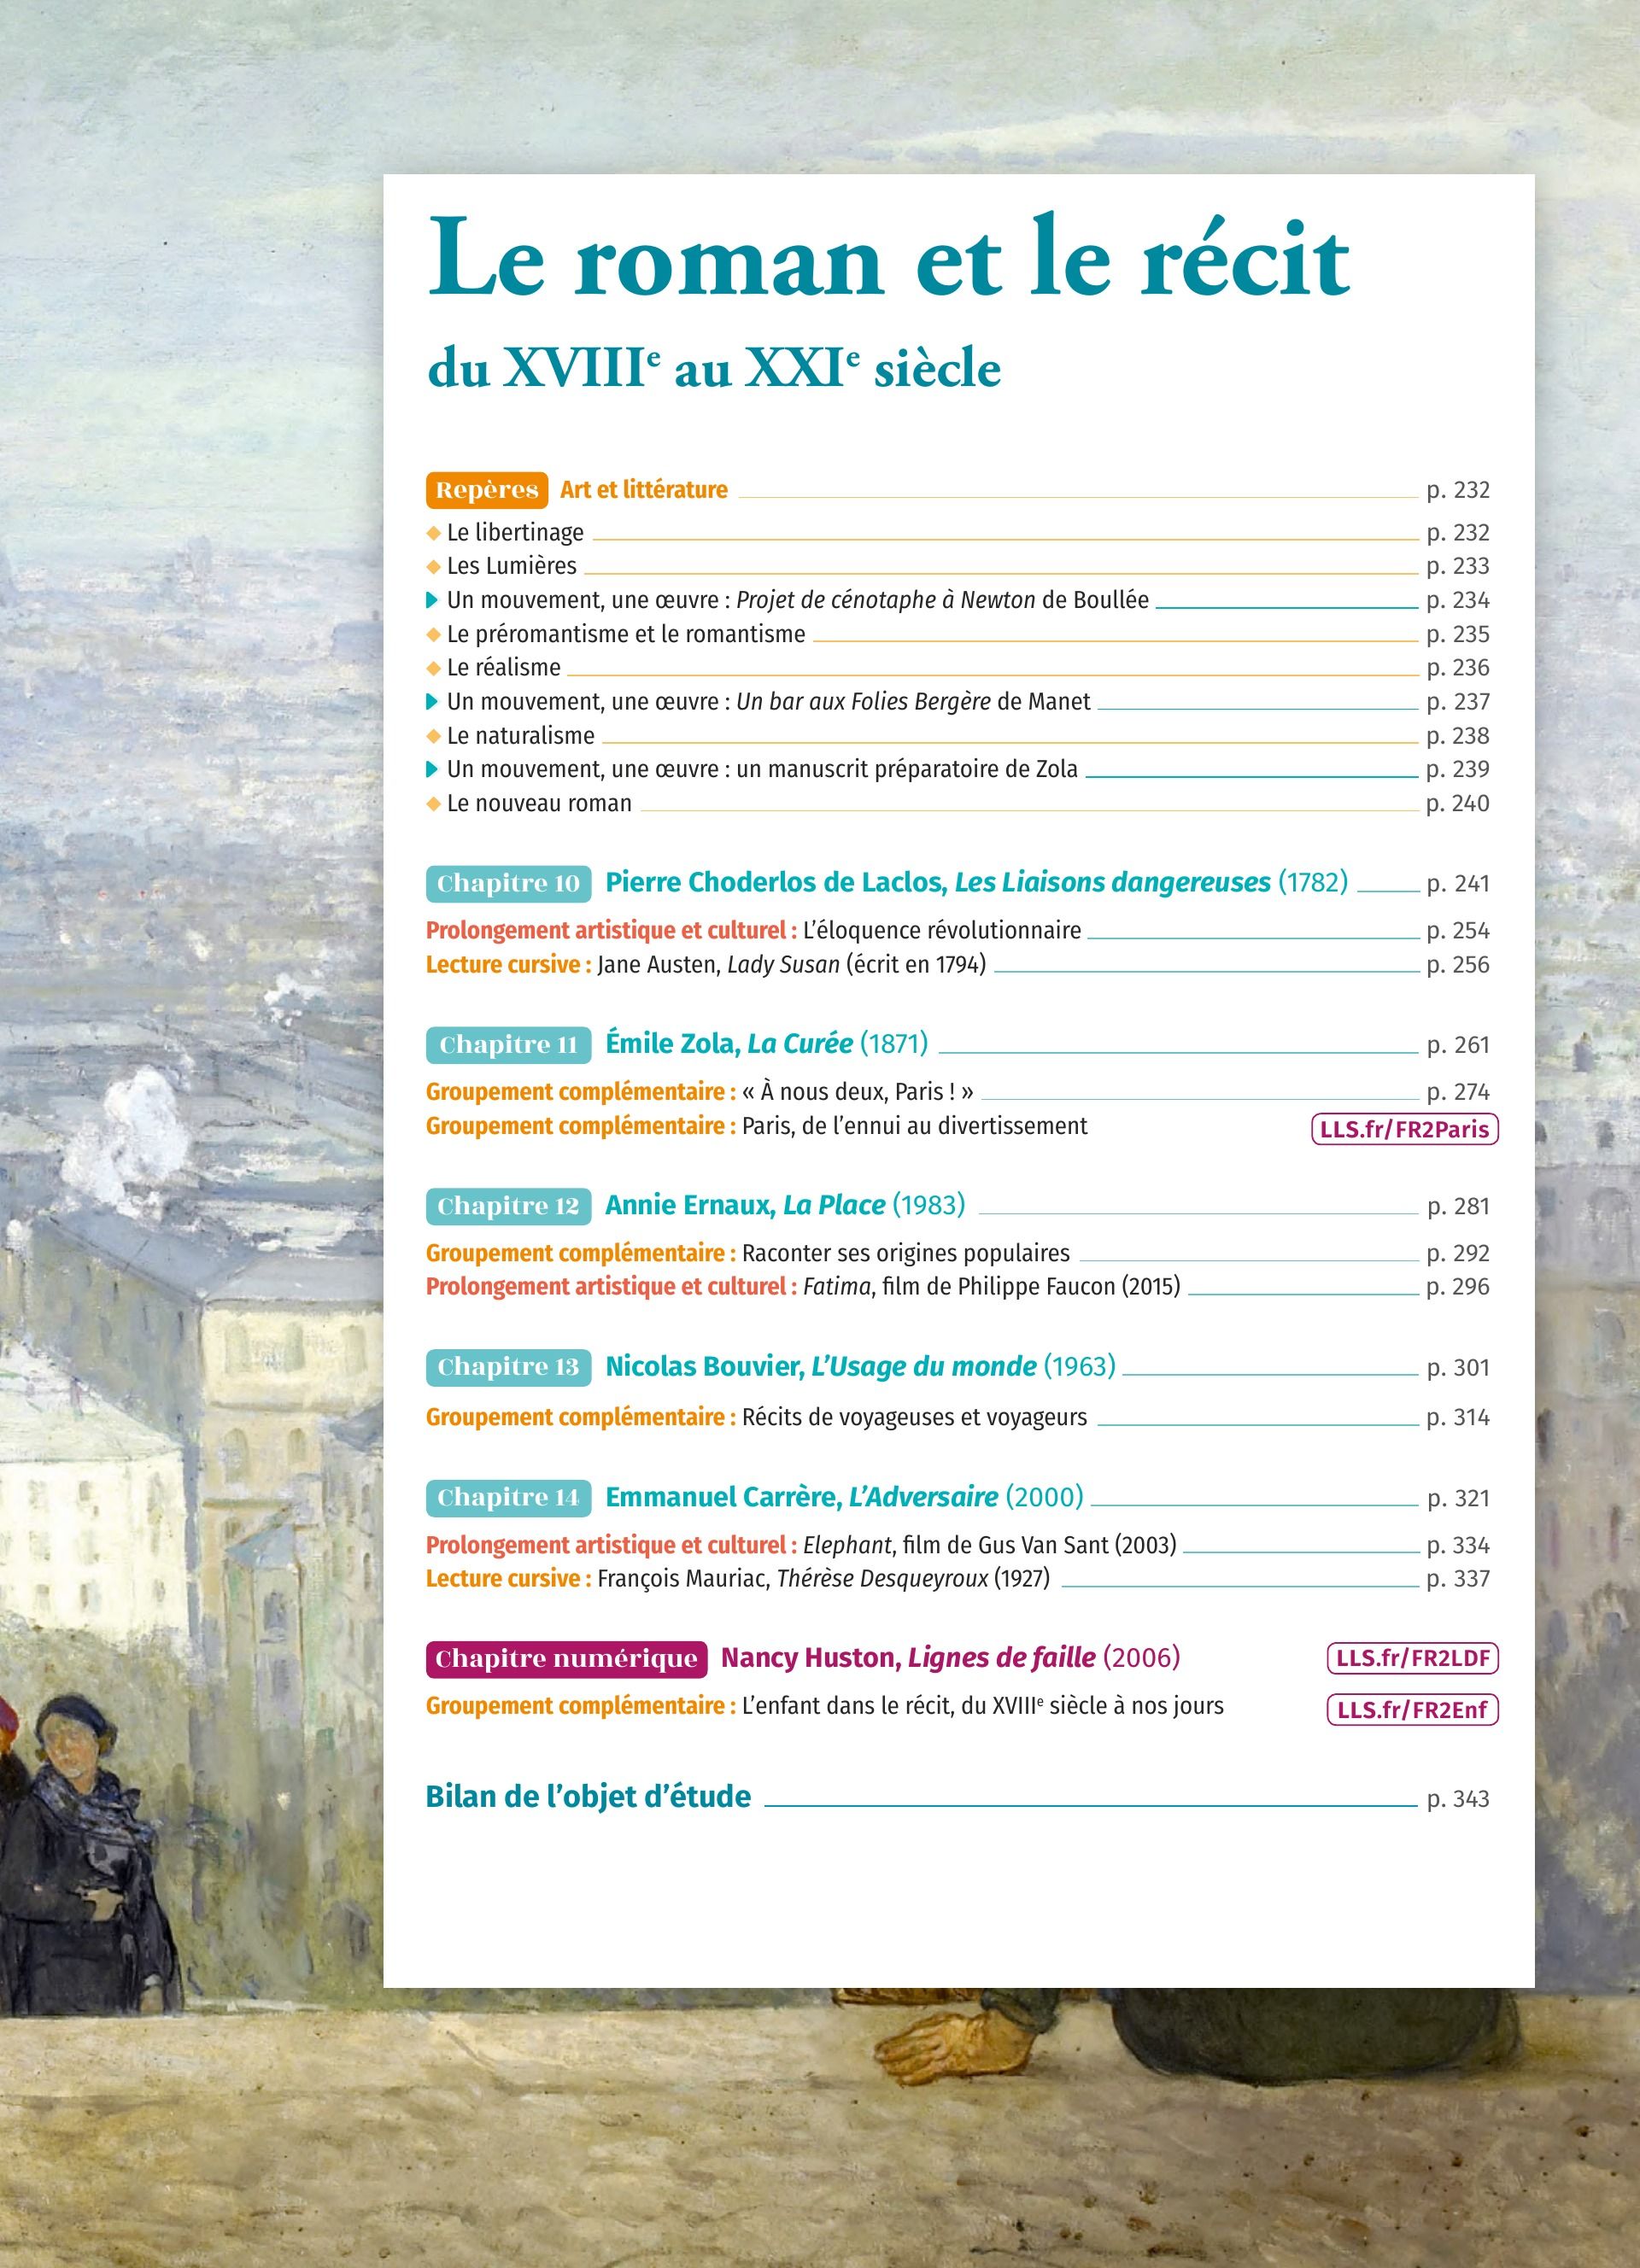 Le roman et le récit
du XVIIIe au XXIe siècle
Repères Art et littérature p. 232
Le libertinage p. 232
Les Lumières p. 233
Un mouvement, une œuvre : Projet de cénotaphe à Newton de Boullée p. 234
Le préromantisme et le romantisme p. 235
Le réalisme p. 236
Un mouvement, une œuvre : Un bar aux Folies Bergère de Manet p. 237
Le naturalisme p. 238
Un mouvement, une œuvre : un manuscrit préparatoire de Zola p. 239
Le nouveau roman p. 240
Chapitre 10 Pierre Choderlos de Laclos, Les Liaisons dangereuses (1782) p. 241
Prolongement artistique et culturel : L’éloquence révolutionnaire p. 254
Lecture cursive : Jane Austen, Lady Susan (écrit en 1794) p. 256
Chapitre 11 Émile Zola, La Curée (1871) p. 261
Groupement complémentaire : « À nous deux, Paris ! » p. 274
Groupement complémentaire : Paris, de l’ennui au divertissement LLS.fr/FR2Paris
Chapitre 12 Annie Ernaux, La Place (1983) p. 281
Groupement complémentaire : Raconter ses origines populaires p. 292
Prolongement artistique et culturel : Fatima, film de Philippe Faucon (2015) p. 296
Chapitre 13 Nicolas Bouvier, L’Usage du monde (1963) p. 301
Groupement complémentaire : Récits de voyageuses et voyageurs p. 314
Chapitre 14 Emmanuel Carrère, L’Adversaire (2000) p. 321
Prolongement artistique et culturel : Elephant, film de Gus Van Sant (2003) p. 334
Lecture cursive : François Mauriac, Thérèse Desqueyroux (1927) p. 337
Chapitre numérique Nancy Huston, Lignes de faille (2006) LLS.fr/FR2LDF
Groupement complémentaire : L’enfant dans le récit, du XVIIIe siècle à nos jours LLS.fr/FR2Enf
Bilan de l’objet d’étude p. 343